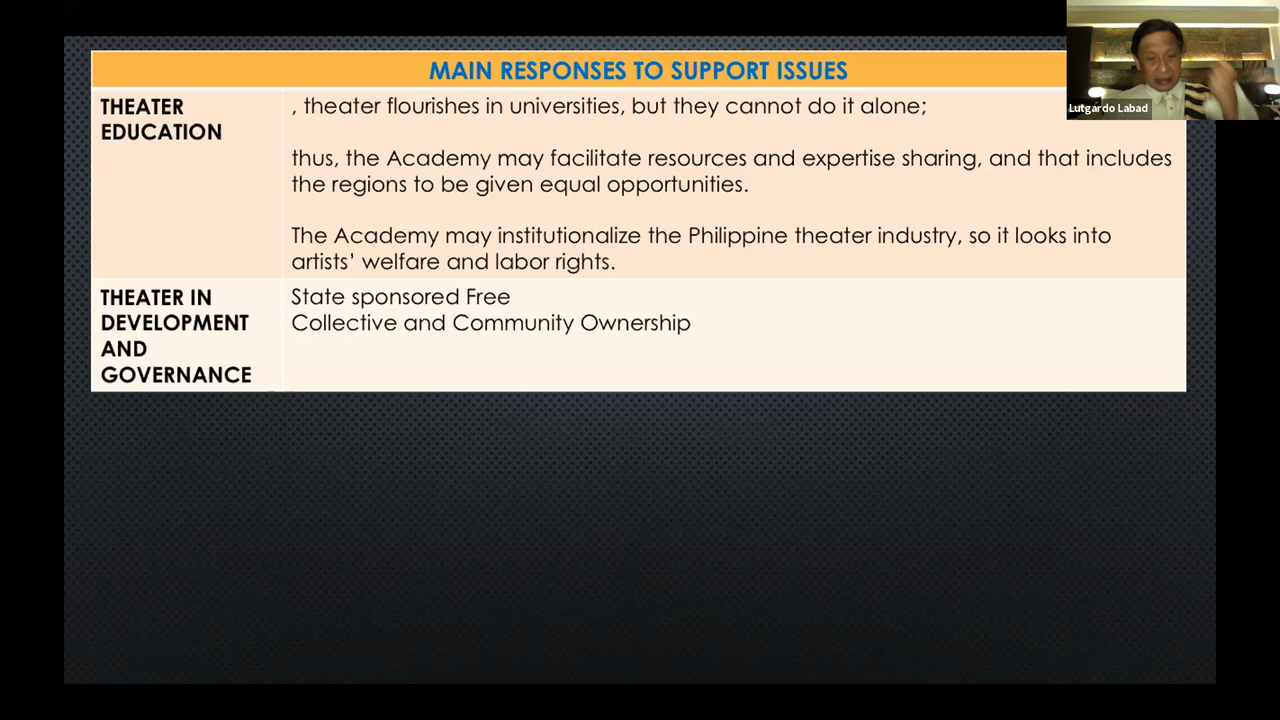 MAIN RESPONSES TO SUPPORT ISSUES
Lutgardo Labad
THEATER
EDUCATION
, theater flourishes in universities, but they cannot do it alone;
thus, the Academy may facilitate resources and expertise sharing, and that includes
the regions to be given equal opportunities.
The Academy may institutionalize the Philippine theater industry, so it looks into
artists' welfare and labor rights.
THEATER IN
DEVELOPMENT
AND
GOVERNANCE
State sponsored Free
Collective and Community Ownership